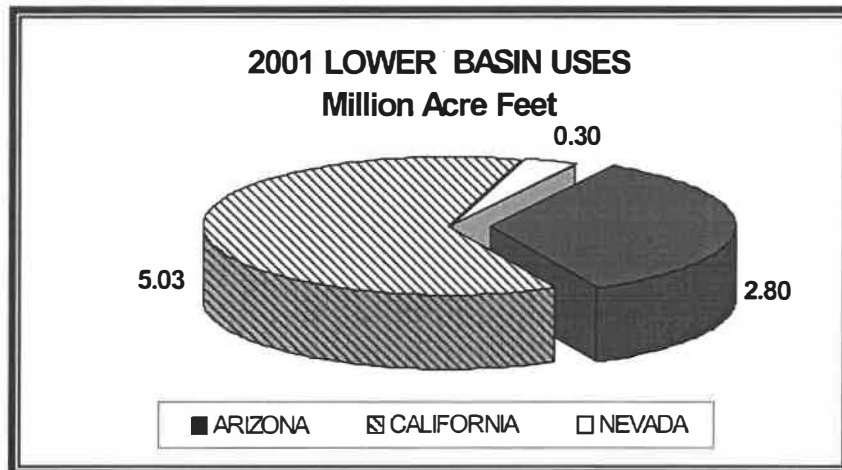 2001 LOWER BASIN USES
Million Acre Feet
0.30
5.03
2.80
ARIZONA CALIFORNIA NEVADA